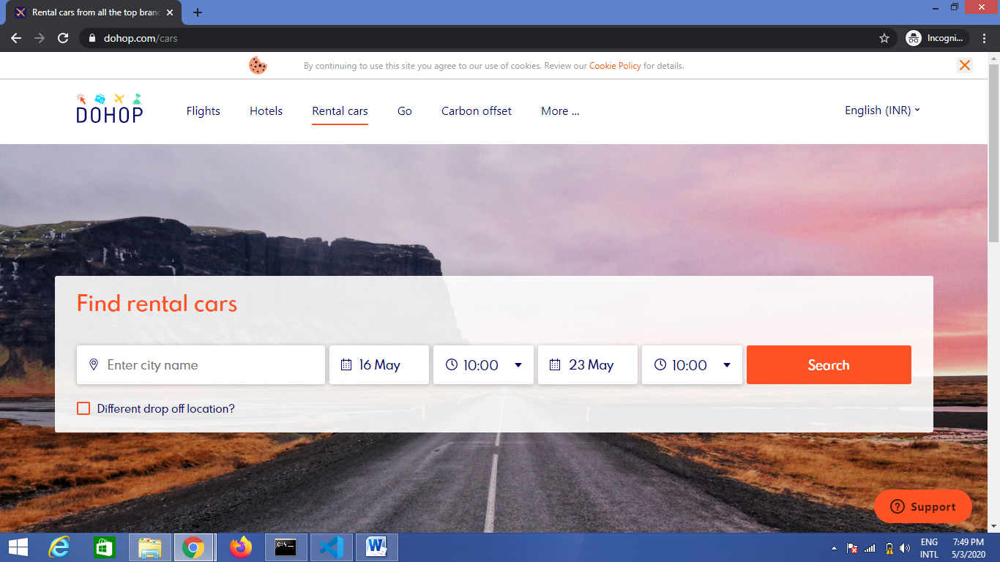 Rental cars from all the top bran
dohop.com/cars
Incogni...
By continuing to use this site you agree to our use of cookies. Review our Cookie Policy for details.
DOHOP
Flights
Hotels
Rental cars
Go
Carbon offset
More ...
English (INR)
Find rental cars
Enter city name
16 May
10:00
23 May
10:00
Search
Different drop off location?
Support
ENG
INTL
7:49 PM
5/3/2020